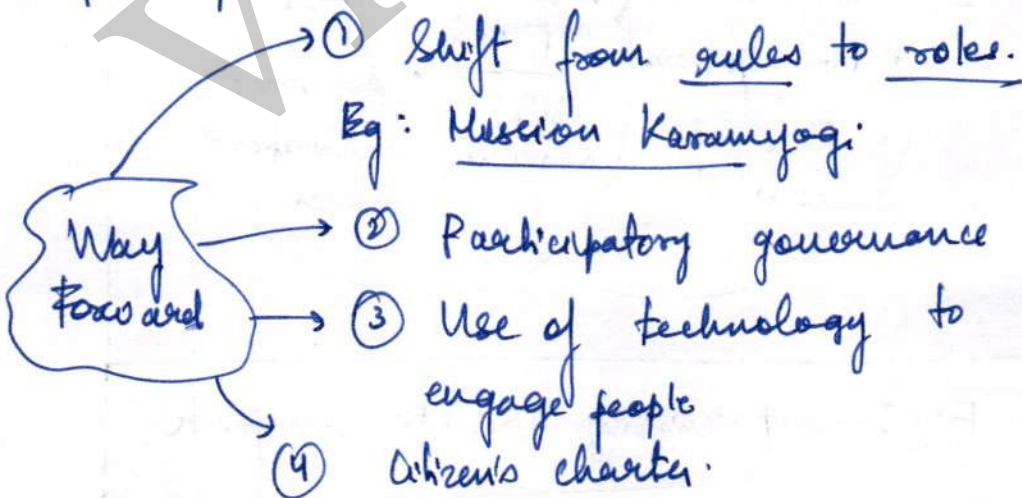 ① Shift from rules to roles.
Eg: Mission Karamyogi
Way
Forward
② Participatory governance
③ Use of technology to
engage people
④ Citizen's charter.